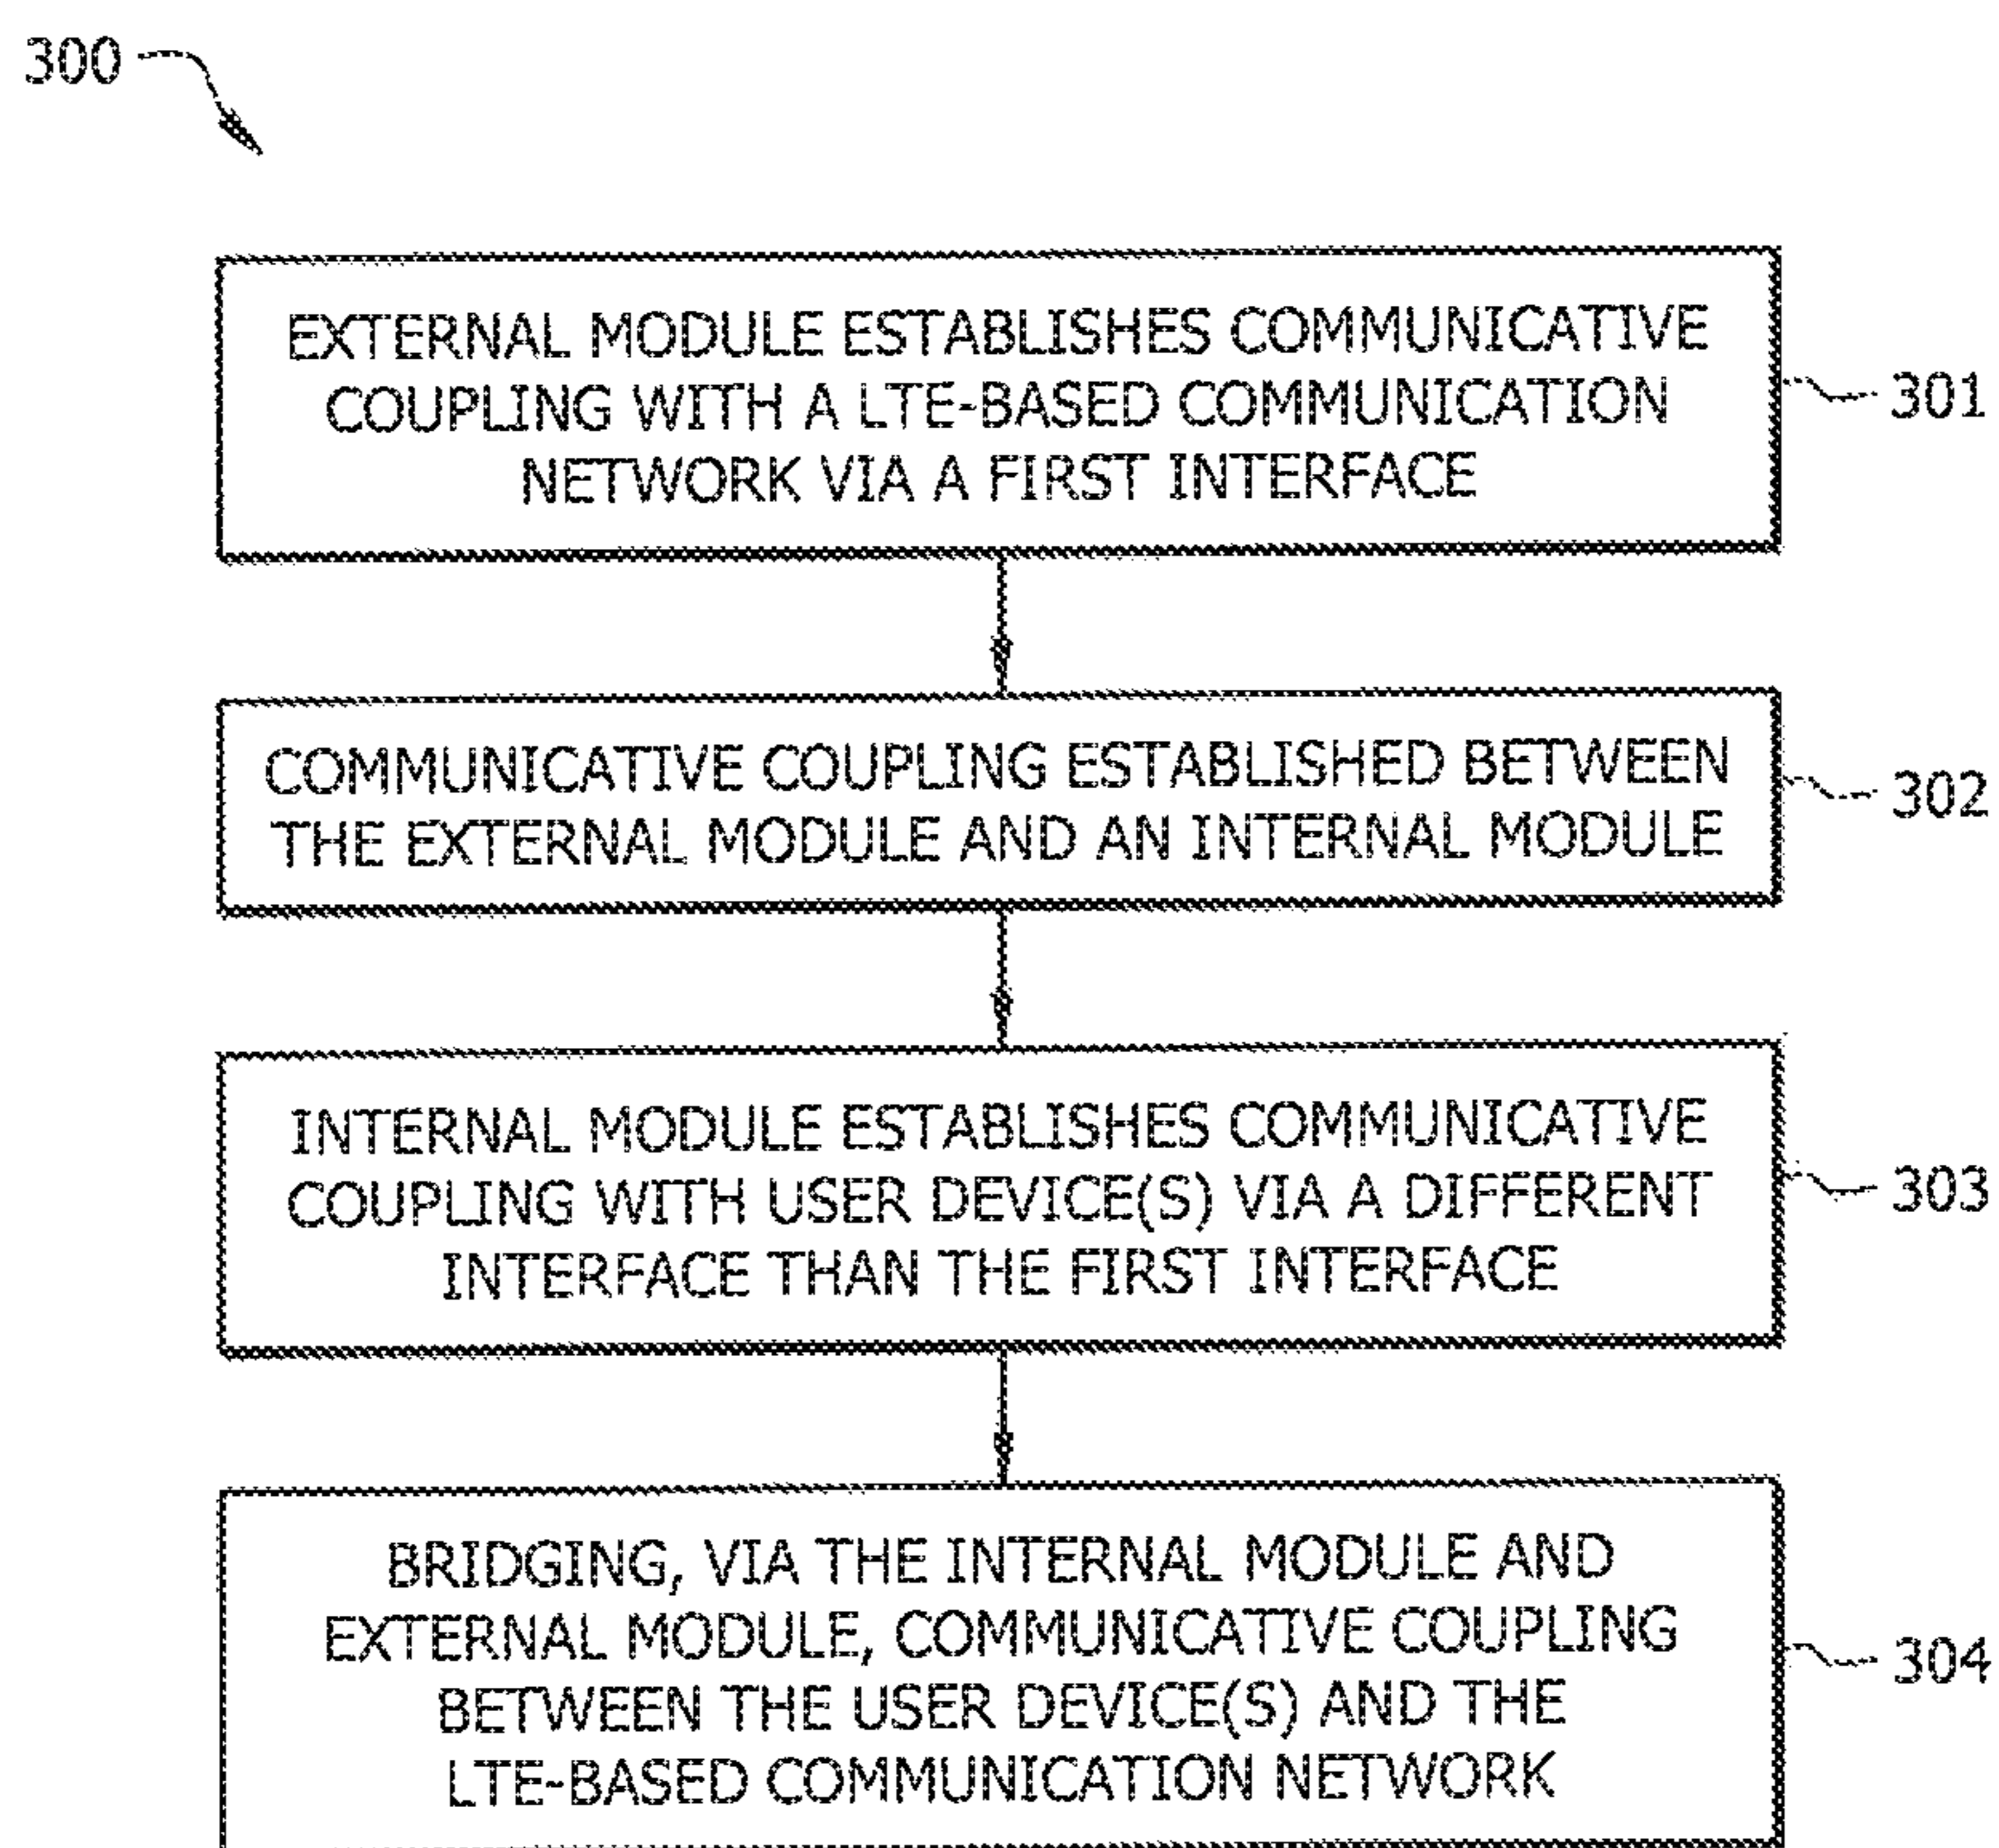 300
EXTERNAL MODULE ESTABLISHES COMMUNICATIVE
COUPLING WITH A LTE-BASED COMMUNICATION
NETWORK VIA A FIRST INTERFACE
301
COMMUNICATIVE COUPLING ESTABLISHED BETWEEN
THE EXTERNAL MODULE AND AN INTERNAL MODULE
302
INTERNAL MODULE ESTABLISHES COMMUNICATIVE
COUPLING WITH USER DEVICE(S) VIA A DIFFERENT
INTERFACE THAN THE FIRST INTERFACE
303
BRIDGING, VIA THE INTERNAL MODULE AND
EXTERNAL MODULE, COMMUNICATIVE COUPLING
BETWEEN THE USER DEVICE(S) AND THE
LTE-BASED COMMUNICATION NETWORK
304